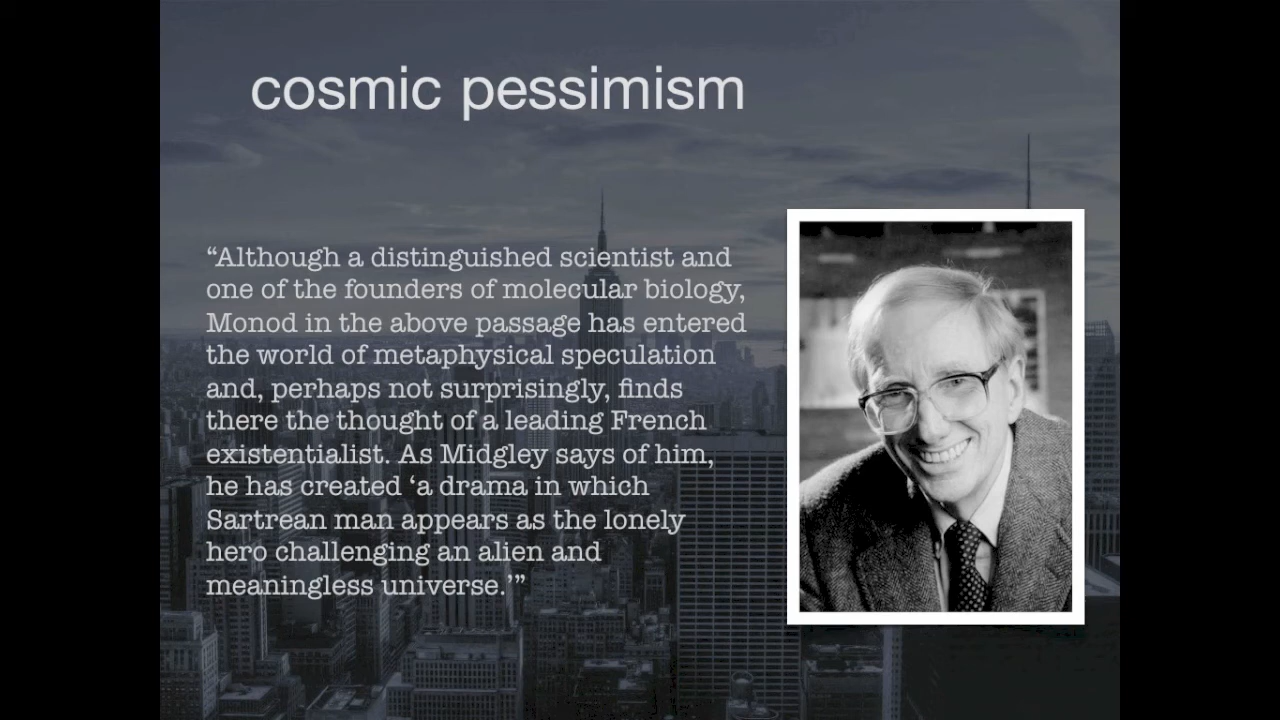 cosmic pessimism
“Although a distinguished scientist and
one of the founders of molecular biology,
Monod in the above passage has entered
the world of metaphysical speculation
and, perhaps not surprisingly, finds
there the thought of a leading French
existentialist. As Midgley says of him,
he has created ‘a drama in which
Sartrean man appears as the lonely
hero challenging an alien and
meaningless universe.’”